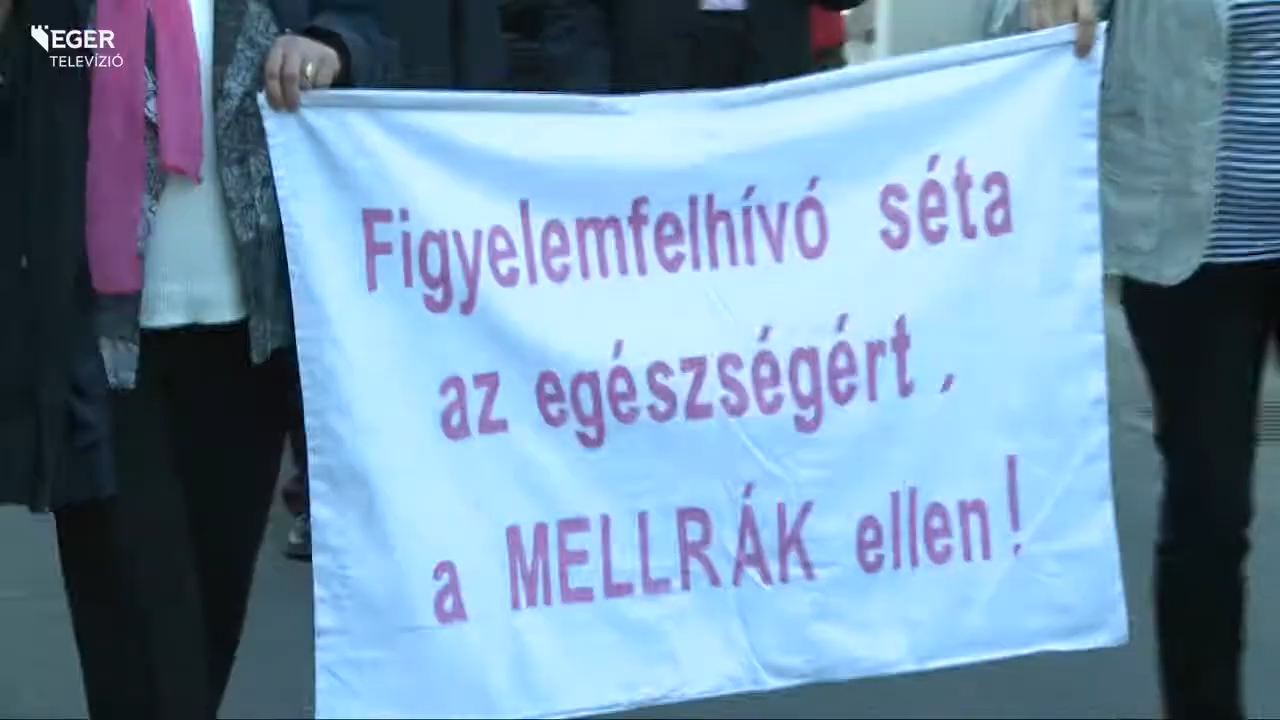 EGER
TELEVÍZIÓ
Figyelemfelhívó séta
az egészségért ,
a MELLRÁK ellen !